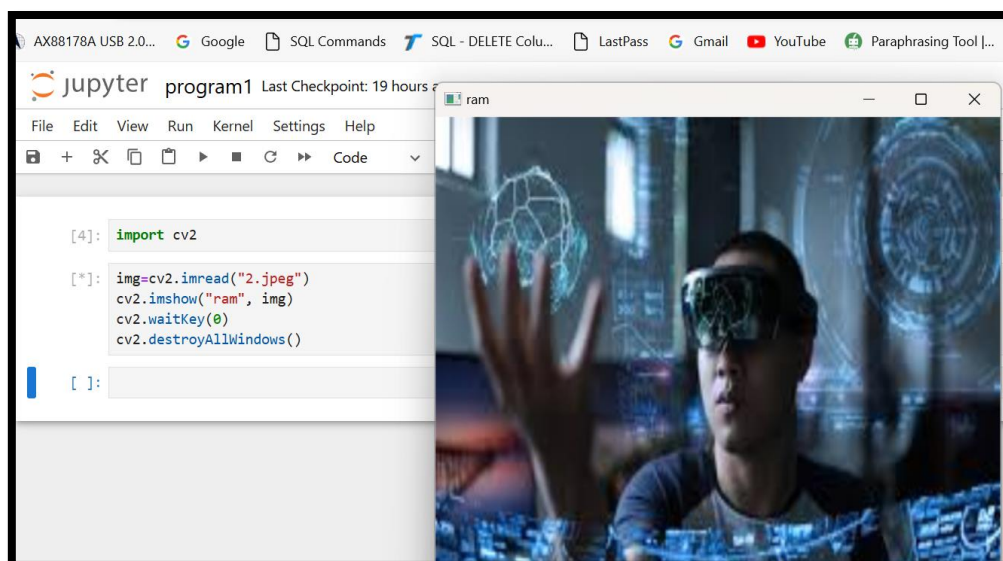 AX88178A USB 2.0... Google SQL Commands SQL - DELETE Colu... LastPass Gmail YouTube Paraphrasing Tool |...
jupyter program1 Last Checkpoint: 19 hours
ram
File Edit View Run Kernel Settings Help
Code
[4]: import cv2
[*]: img=cv2.imread("2.jpeg")
cv2.imshow("ram", img)
cv2.waitKey(0)
cv2.destroyAllWindows()
[ ]: